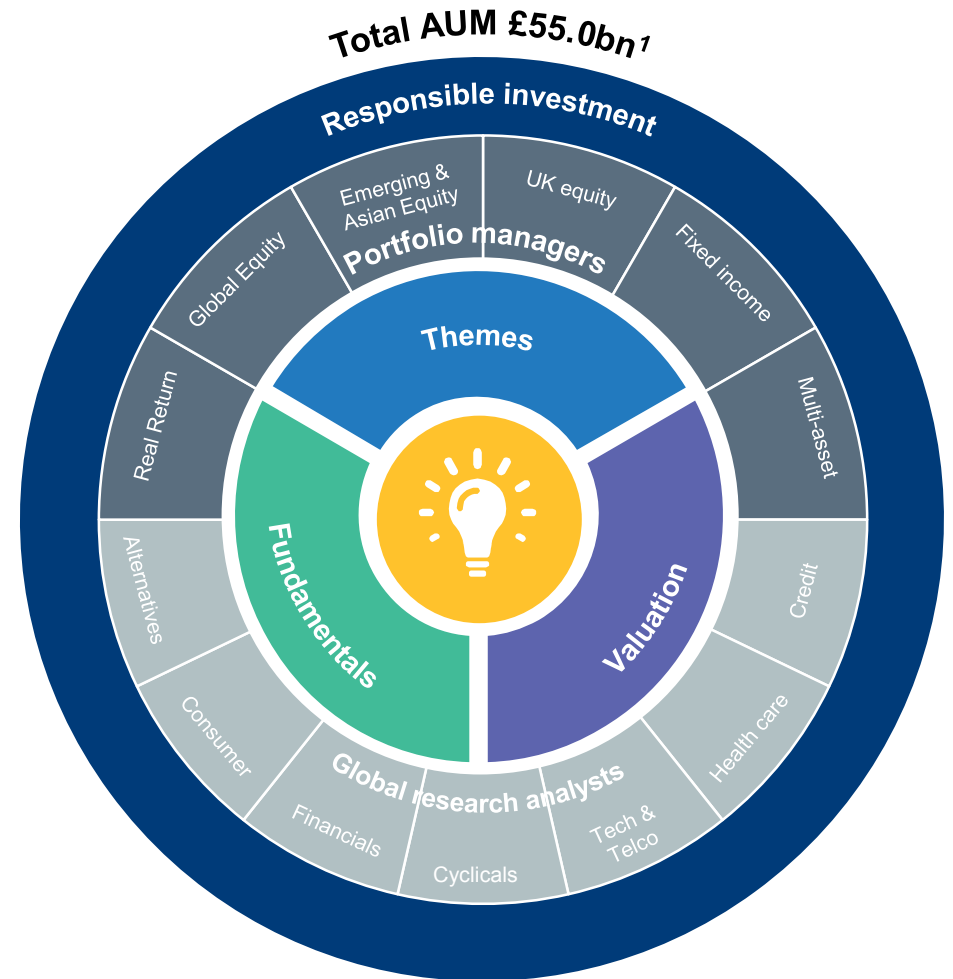 Total AUM £55.0bn¹
Responsible investment
Emerging &
Asian Equity
UK equity
Global Equity
Portfolio managers
Fixed income
Real Return
Multi-asset
Themes
Fundamentals
Valuation
Alternatives
Credit
Consumer
Health care
Global research analysts
Financials
Tech &
Telco
Cyclicals